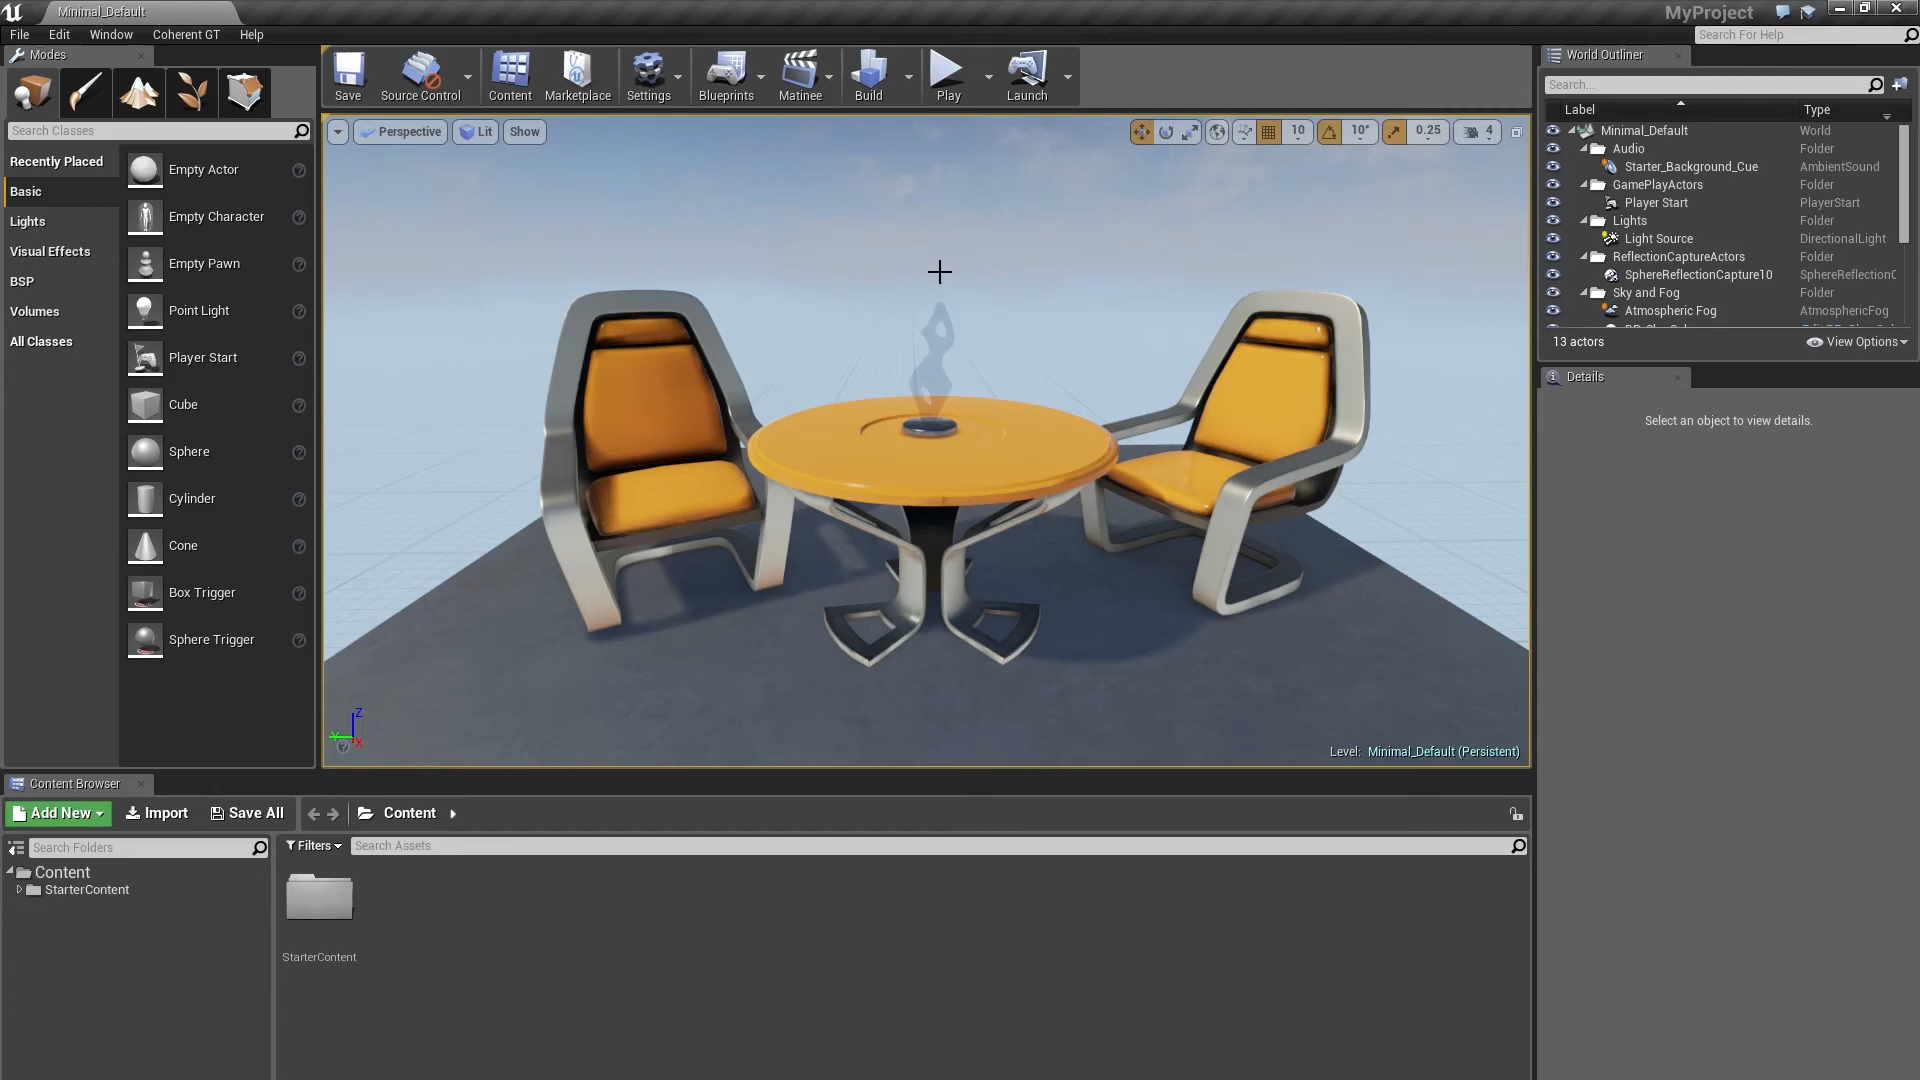 Minimal_Default
MyProject
File Edit Window Coherent GT Help
Search For Help
Modes
Save
Source Control
Content
Marketplace
Settings
Blueprints
Matinee
Build
Play
Launch
World Outliner
Search...
Label Type
Minimal_Default World
Audio Folder
Starter_Background_Cue AmbientSound
GamePlayActors Folder
Player Start PlayerStart
Lights Folder
Light Source DirectionalLight
ReflectionCaptureActors Folder
SphereReflectionCapture10 SphereReflectionC
Sky and Fog Folder
Atmospheric Fog AtmosphericFog
13 actors
View Options
Details
Select an object to view details.
Search Classes
Recently Placed
Basic
Lights
Visual Effects
BSP
Volumes
All Classes
Empty Actor
Empty Character
Empty Pawn
Point Light
Player Start
Cube
Sphere
Cylinder
Cone
Box Trigger
Sphere Trigger
Perspective
Lit
Show
10
10°
0.25
4
Z
Y
X
Level: Minimal_Default (Persistent)
Content Browser
Add New
Import
Save All
Content
Search Folders
Filters
Search Assets
Content
StarterContent
StarterContent